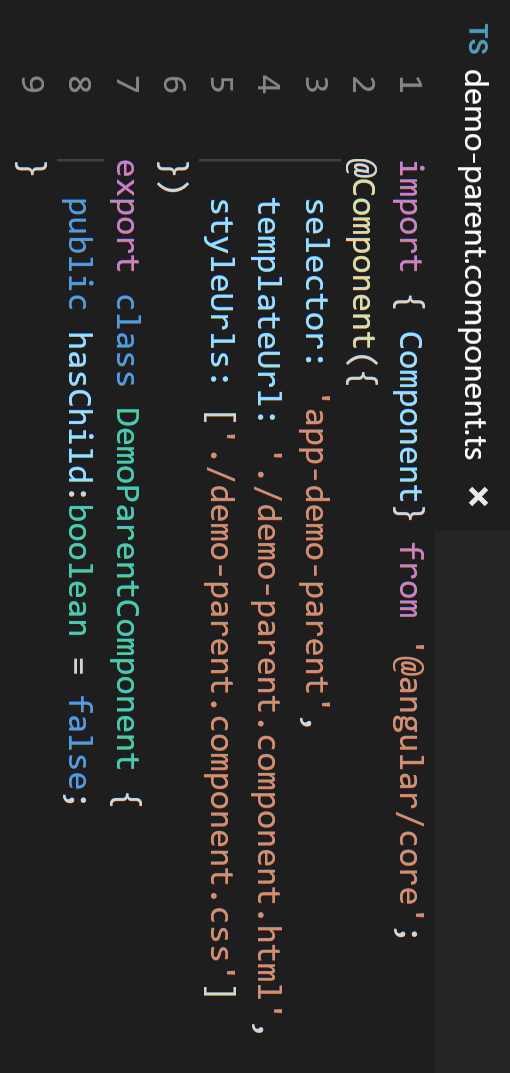 TS demo-parent.component.ts ×
1 import { Component} from '@angular/core';
2 @Component({
3 selector: 'app-demo-parent',
4 templateUrl: './demo-parent.component.html',
5 styleUrls: ['./demo-parent.component.css']
6 })
7 export class DemoParentComponent {
8 public hasChild:boolean = false;
9 }